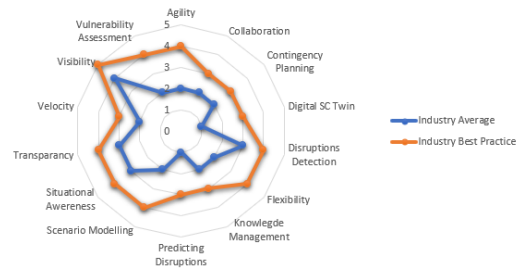 Agility
Vulnerability
Assessment
Collaboration
Contingency
Planning
Visibility
Velocity
Digital SC Twin
Transparancy
Disruptions
Detection
Situational
Awereness
Flexibility
Scenario Modelling
Knowlegde
Management
Predicting
Disruptions
5
4
3
2
1
0
Industry Average
Industry Best Practice